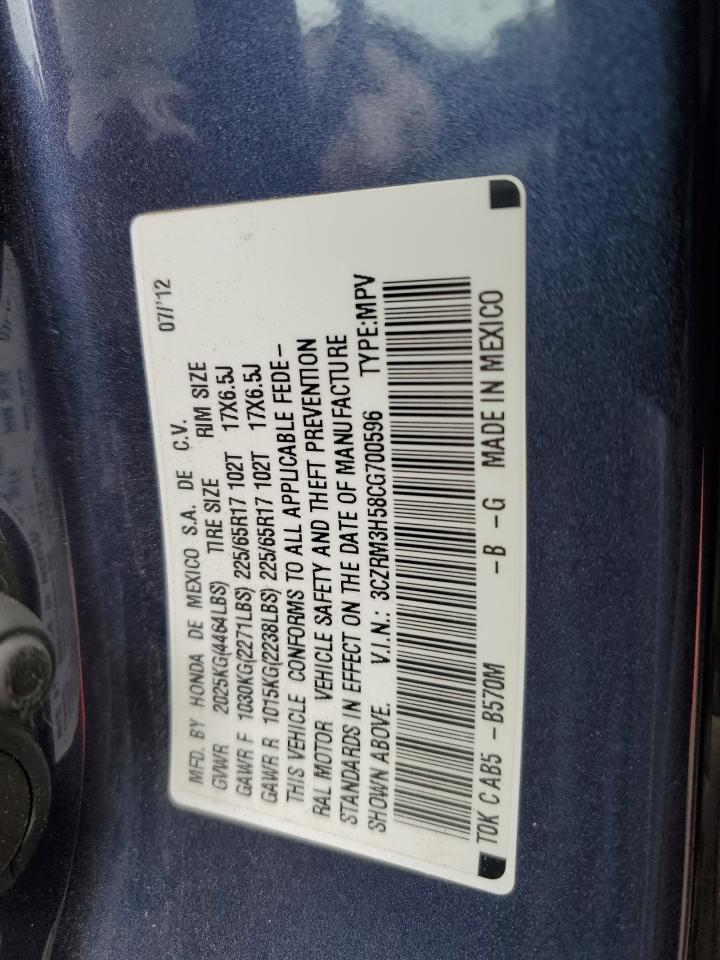 MFD. BY HONDA DE MEXICO S.A. DE C.V. 07/'12
GVWR 2025KG(4464LBS) TIRE SIZE RIM SIZE
GAWR F 1030KG(2271LBS) 225/65R17 102T 17X6.5J
GAWR R 1015KG(2238LBS) 225/65R17 102T 17X6.5J
THIS VEHICLE CONFORMS TO ALL APPLICABLE FEDE-
RAL MOTOR VEHICLE SAFETY AND THEFT PREVENTION
STANDARDS IN EFFECT ON THE DATE OF MANUFACTURE
SHOWN ABOVE. V.I.N.: 3CZRM3H58CG700596 TYPE:MPV
T0K C AB5 -B570M -B -G MADE IN MEXICO